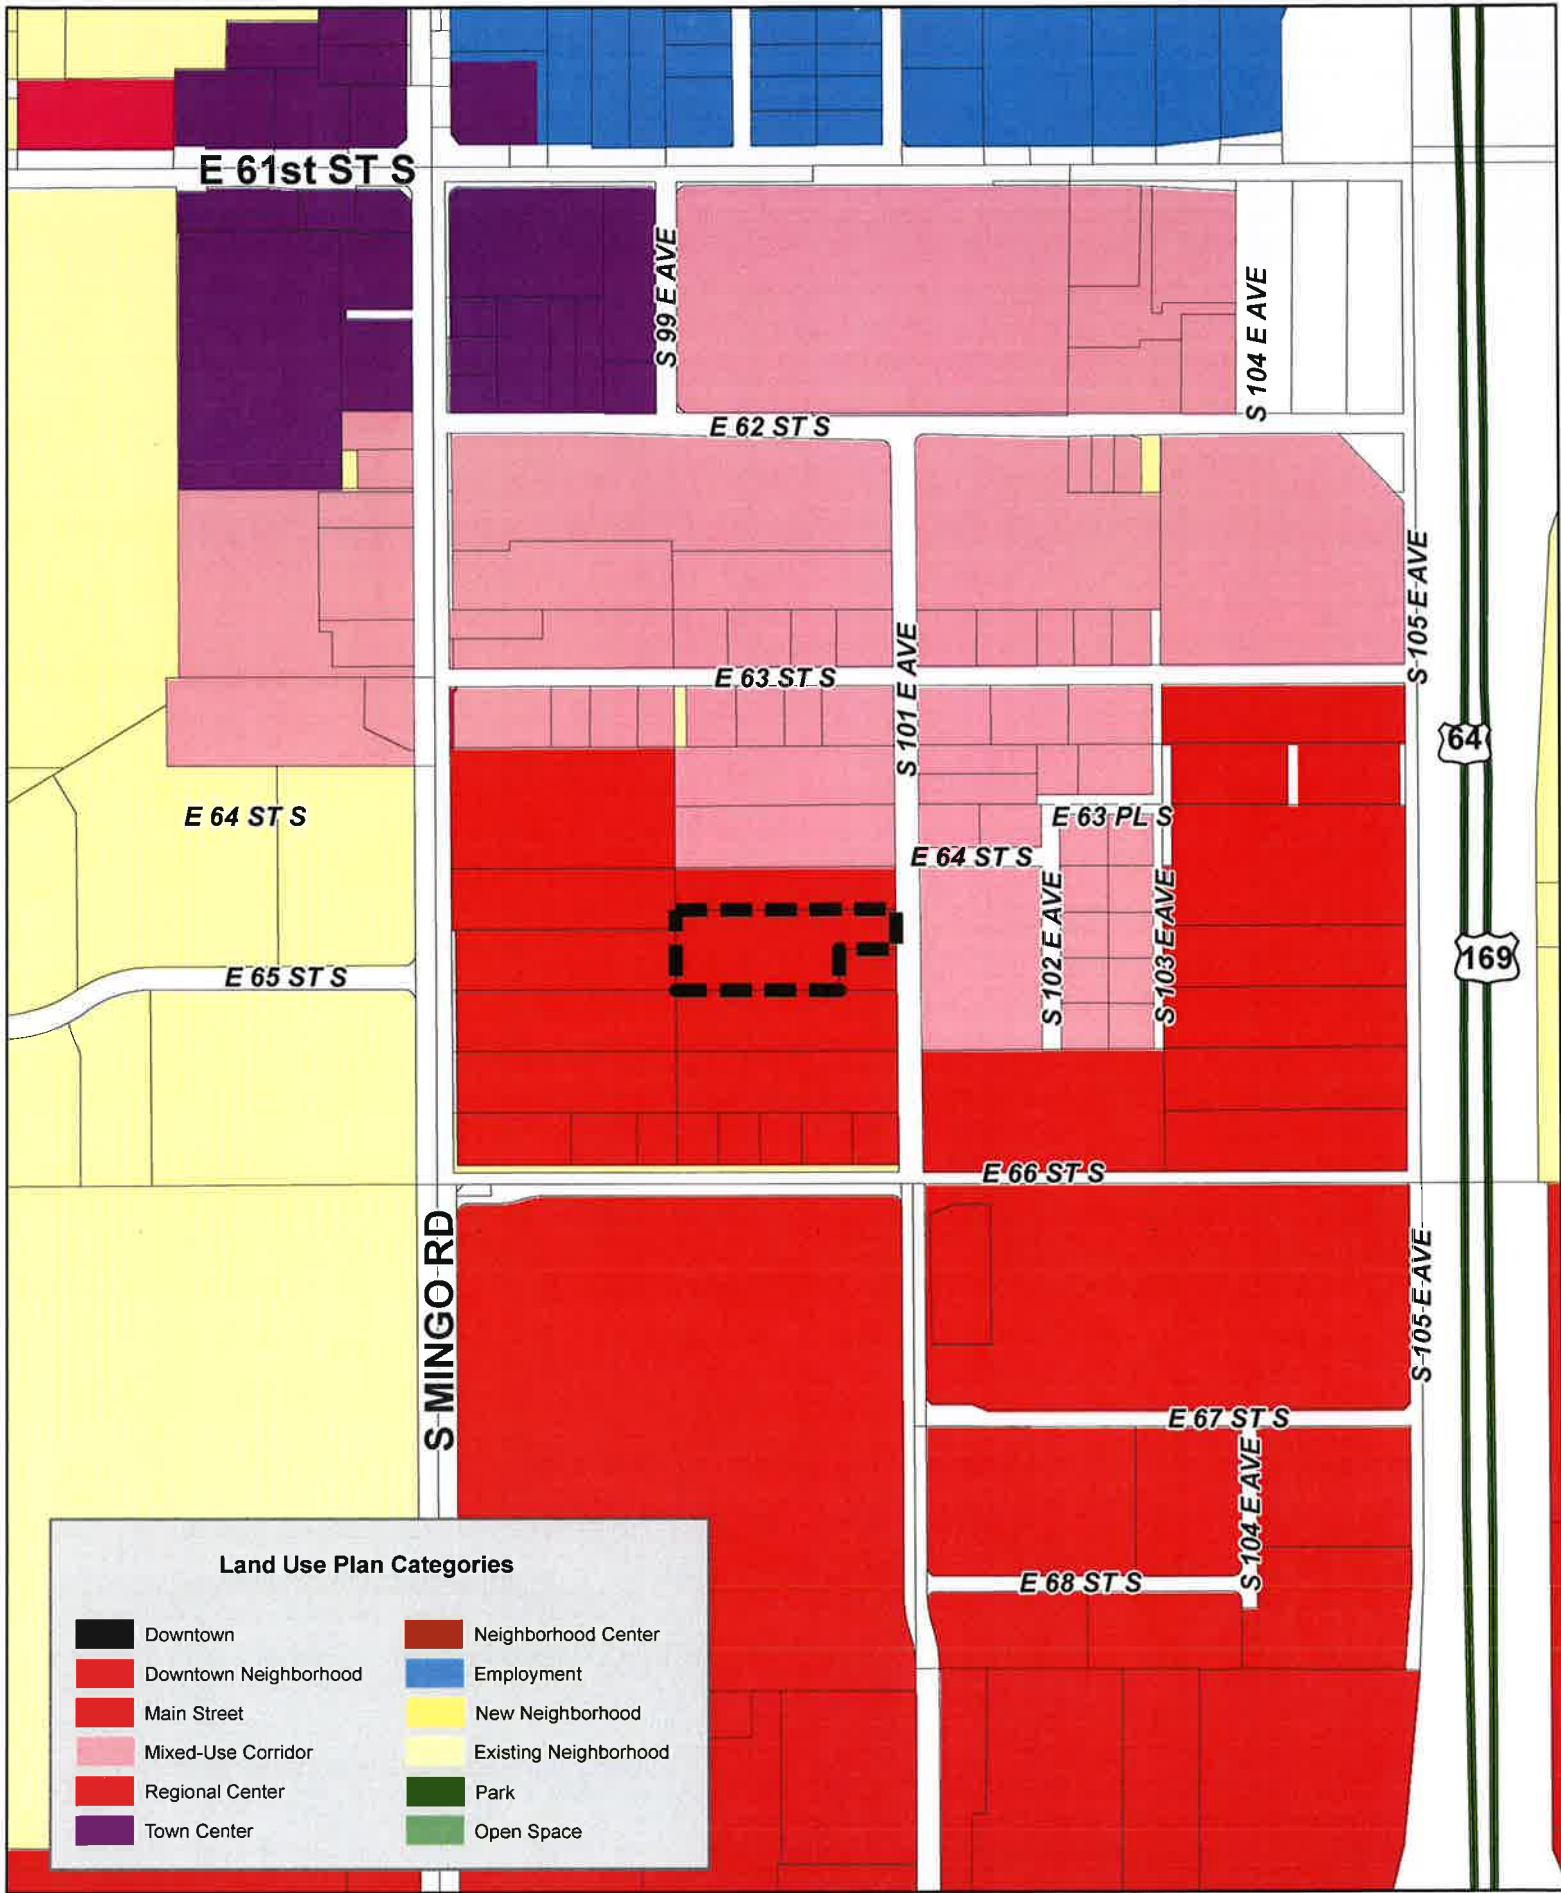 E 61st ST S
S 99 E AVE
S 104 E AVE
E 62 ST S
S 105 E AVE
E 63 ST S
S 101 E AVE
64
E 64 ST S
E 63 PL S
E 64 ST S
S 102 E AVE
S 103 E AVE
169
E 65 ST S
E 66 ST S
S MINGO RD
S 105 E AVE
E 67 ST S
S 104 E AVE
E 68 ST S
Land Use Plan Categories
Downtown
Downtown Neighborhood
Main Street
Mixed-Use Corridor
Regional Center
Town Center
Neighborhood Center
Employment
New Neighborhood
Existing Neighborhood
Park
Open Space